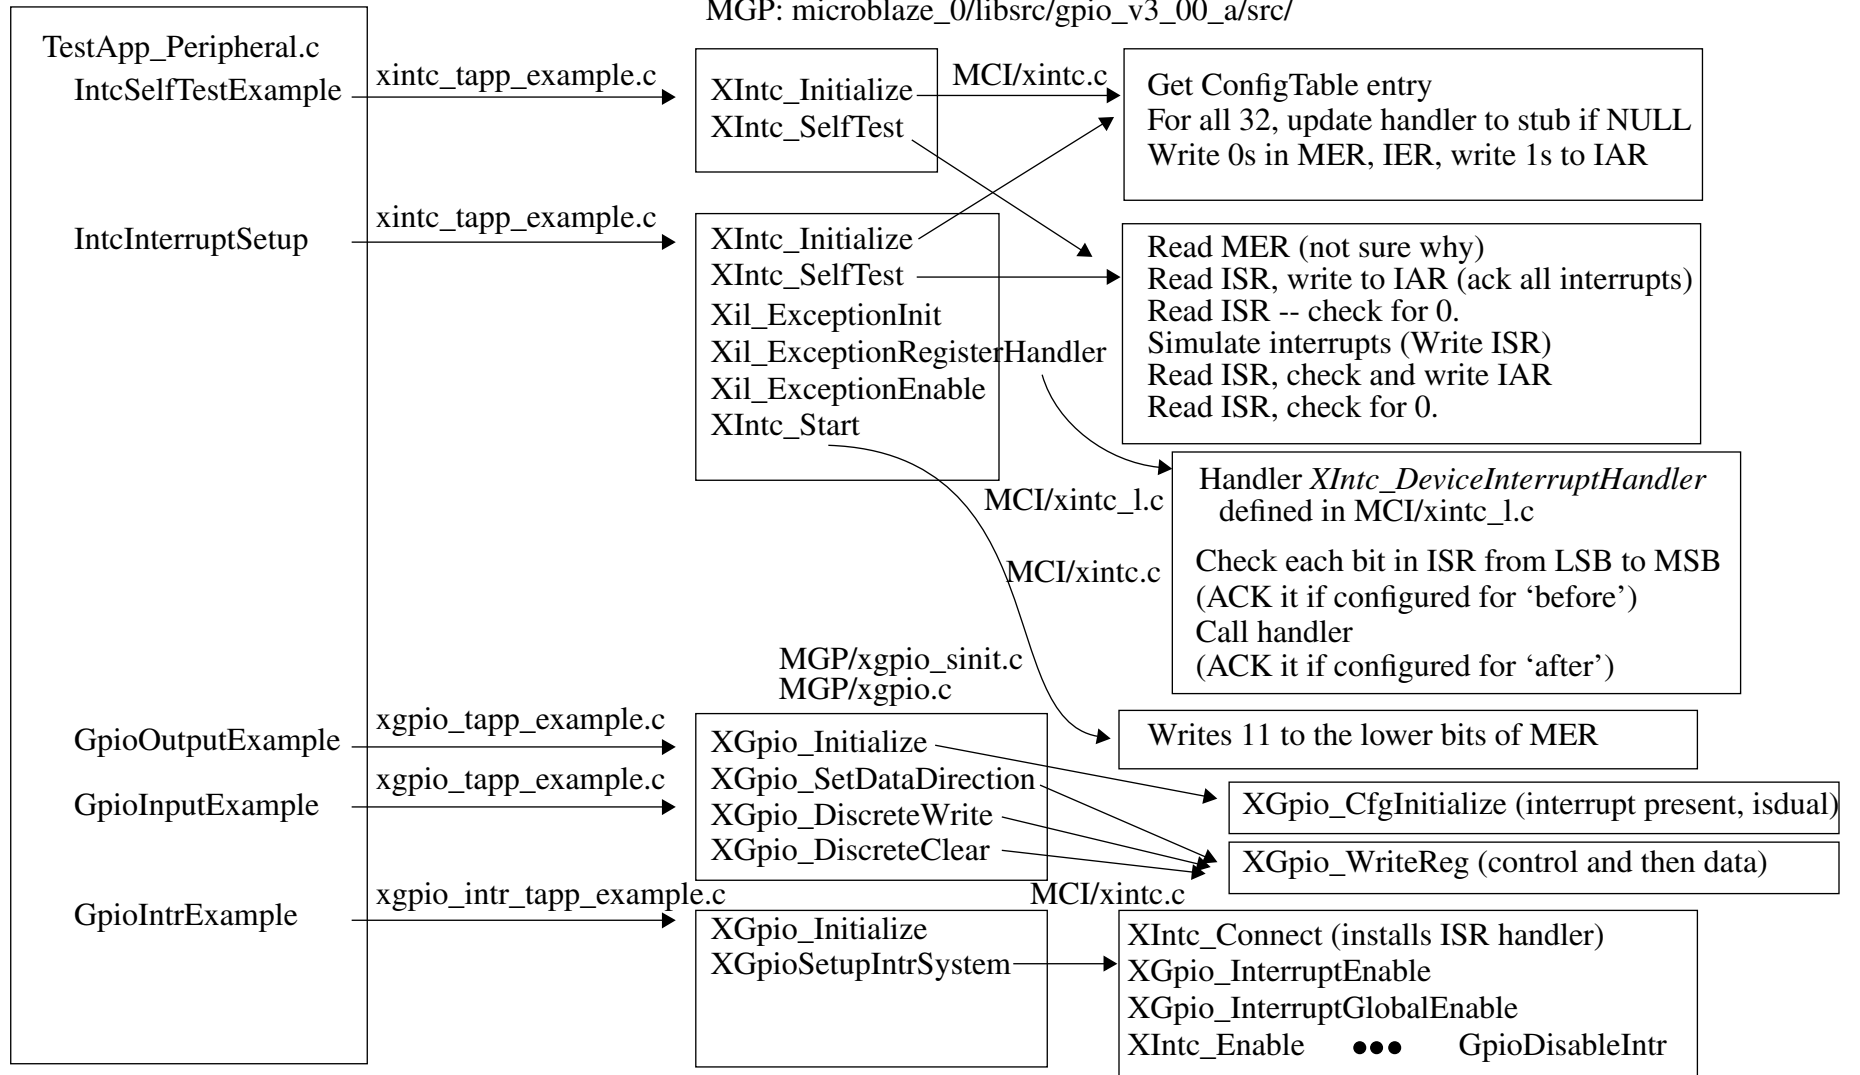 MGP: microblaze_0/libsrc/gpio_v3_00_a/src/
TestApp_Peripheral.c
IntcSelfTestExample
xintc_tapp_example.c
XIntc_Initialize
XIntc_SelfTest
MCI/xintc.c
Get ConfigTable entry
For all 32, update handler to stub if NULL
Write 0s in MER, IER, write 1s to IAR
IntcInterruptSetup
xintc_tapp_example.c
XIntc_Initialize
XIntc_SelfTest
Xil_ExceptionInit
Xil_ExceptionRegisterHandler
Xil_ExceptionEnable
XIntc_Start
Read MER (not sure why)
Read ISR, write to IAR (ack all interrupts)
Read ISR -- check for 0.
Simulate interrupts (Write ISR)
Read ISR, check and write IAR
Read ISR, check for 0.
MCI/xintc_l.c
Handler XIntc_DeviceInterruptHandler
defined in MCI/xintc_l.c
Check each bit in ISR from LSB to MSB
(ACK it if configured for ‘before’)
Call handler
(ACK it if configured for ‘after’)
MCI/xintc.c
Writes 11 to the lower bits of MER
MGP/xgpio_sinit.c
MGP/xgpio.c
GpioOutputExample
xgpio_tapp_example.c
GpioInputExample
xgpio_tapp_example.c
XGpio_Initialize
XGpio_SetDataDirection
XGpio_DiscreteWrite
XGpio_DiscreteClear
XGpio_CfgInitialize (interrupt present, isdual)
XGpio_WriteReg (control and then data)
GpioIntrExample
xgpio_intr_tapp_example.c
XGpio_Initialize
XGpioSetupIntrSystem
MCI/xintc.c
XIntc_Connect (installs ISR handler)
XGpio_InterruptEnable
XGpio_InterruptGlobalEnable
XIntc_Enable ●●● GpioDisableIntr